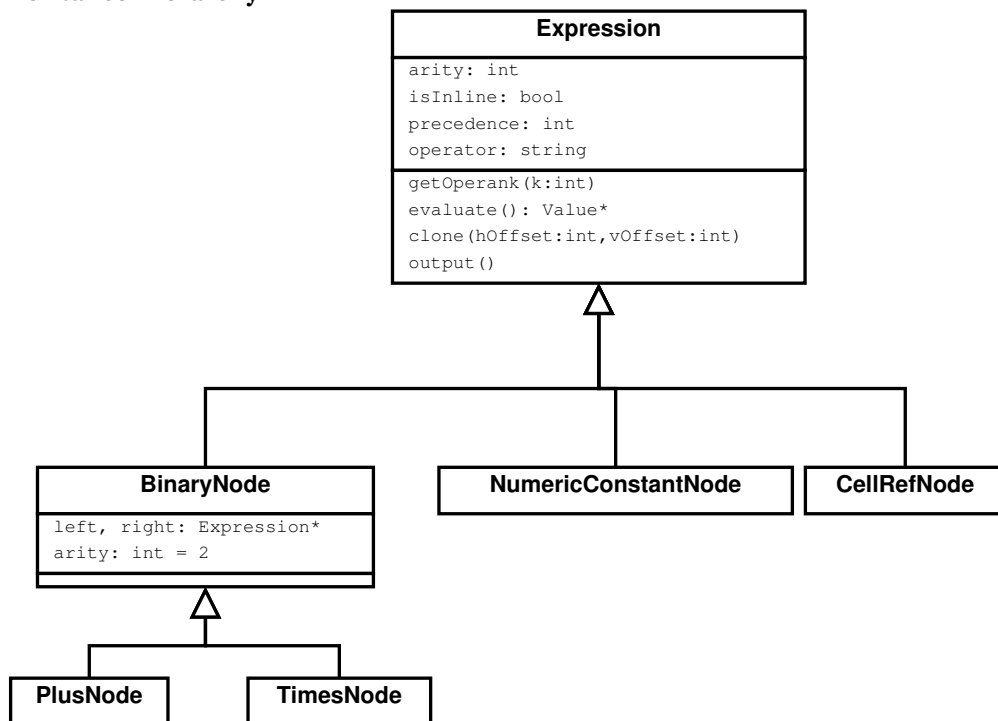 Expression
arity: int
isInline: bool
precedence: int
operator: string
getOperank(k:int)
evaluate(): Value*
clone(hOffset:int,vOffset:int)
output()
BinaryNode
left, right: Expression*
arity: int = 2
NumericConstantNode
CellRefNode
PlusNode
TimesNode